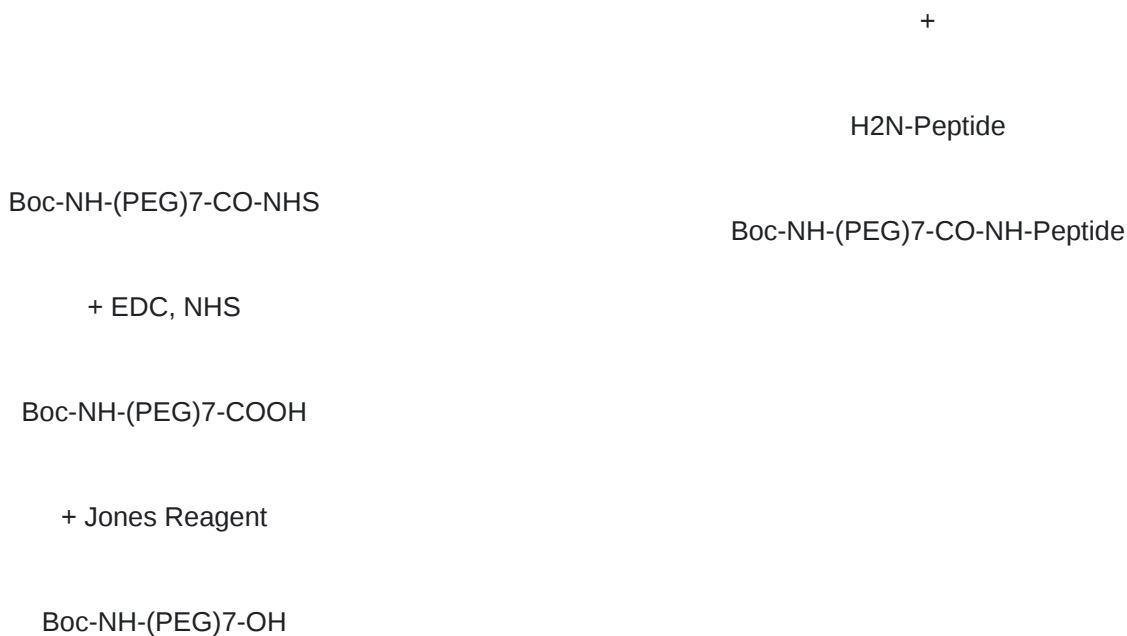 +
H2N-Peptide
Boc-NH-(PEG)7-CO-NHS
Boc-NH-(PEG)7-CO-NH-Peptide
+ EDC, NHS
Boc-NH-(PEG)7-COOH
+ Jones Reagent
Boc-NH-(PEG)7-OH